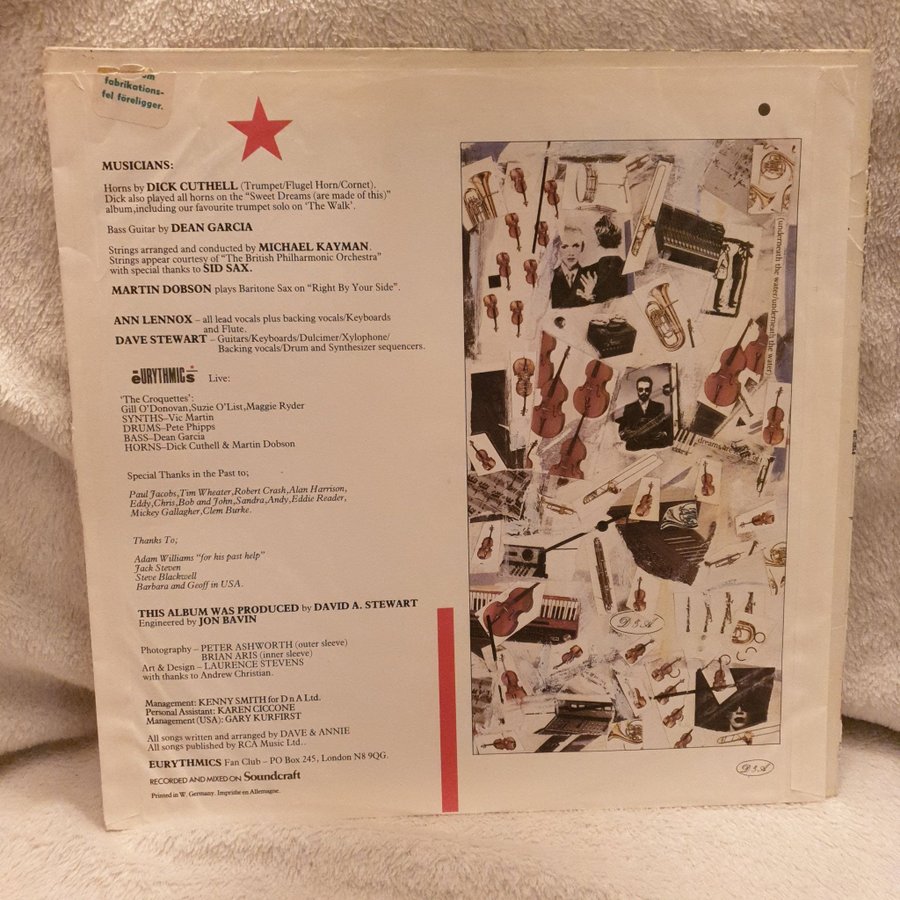 fabrikations-
fel föreligger.
MUSICIANS:
Horns by DICK CUTHELL (Trumpet/Flugel Horn/Cornet).
Dick also played all horns on the "Sweet Dreams (are made of this)"
album,including our favourite trumpet solo on 'The Walk'.
Bass Guitar by DEAN GARCIA
Strings arranged and conducted by MICHAEL KAYMAN.
Strings appear courtesy of "The British Philharmonic Orchestra"
with special thanks to SID SAX.
MARTIN DOBSON plays Baritone Sax on "Right By Your Side".
ANN LENNOX – all lead vocals plus backing vocals/Keyboards
and Flute.
DAVE STEWART – Guitars/Keyboards/Dulcimer/Xylophone/
Backing vocals/Drum and Synthesizer sequencers.
EURYTHMICS Live:
'The Croquettes':
Gill O'Donovan,Suzie O'List,Maggie Ryder
SYNTHS–Vic Martin
DRUMS–Pete Phipps
BASS–Dean Garcia
HORNS–Dick Cuthell & Martin Dobson
Special Thanks in the Past to;
Paul Jacobs,Tim Wheater,Robert Crash,Alan Harrison,
Eddy,Chris,Bob and John,Sandra,Andy,Eddie Reader,
Mickey Gallagher,Clem Burke.
Thanks To;
Adam Williams "for his past help"
Jack Steven
Steve Blackwell
Barbara and Geoff in USA.
THIS ALBUM WAS PRODUCED by DAVID A. STEWART
Engineered by JON BAVIN
Photography – PETER ASHWORTH (outer sleeve)
BRIAN ARIS (inner sleeve)
Art & Design – LAURENCE STEVENS
with thanks to Andrew Christian.
Management: KENNY SMITH for D n A Ltd.
Personal Assistant: KAREN CICCONE
Management (USA): GARY KURFIRST
All songs written and arranged by DAVE & ANNIE
All songs published by RCA Music Ltd..
EURYTHMICS Fan Club – PO Box 245, London N8 9QG.
RECORDED AND MIXED ON Soundcraft
Printed in W. Germany. Imprimé en Allemagne.
(underneath the water/underneath the water)
dreams
D & A
D & A